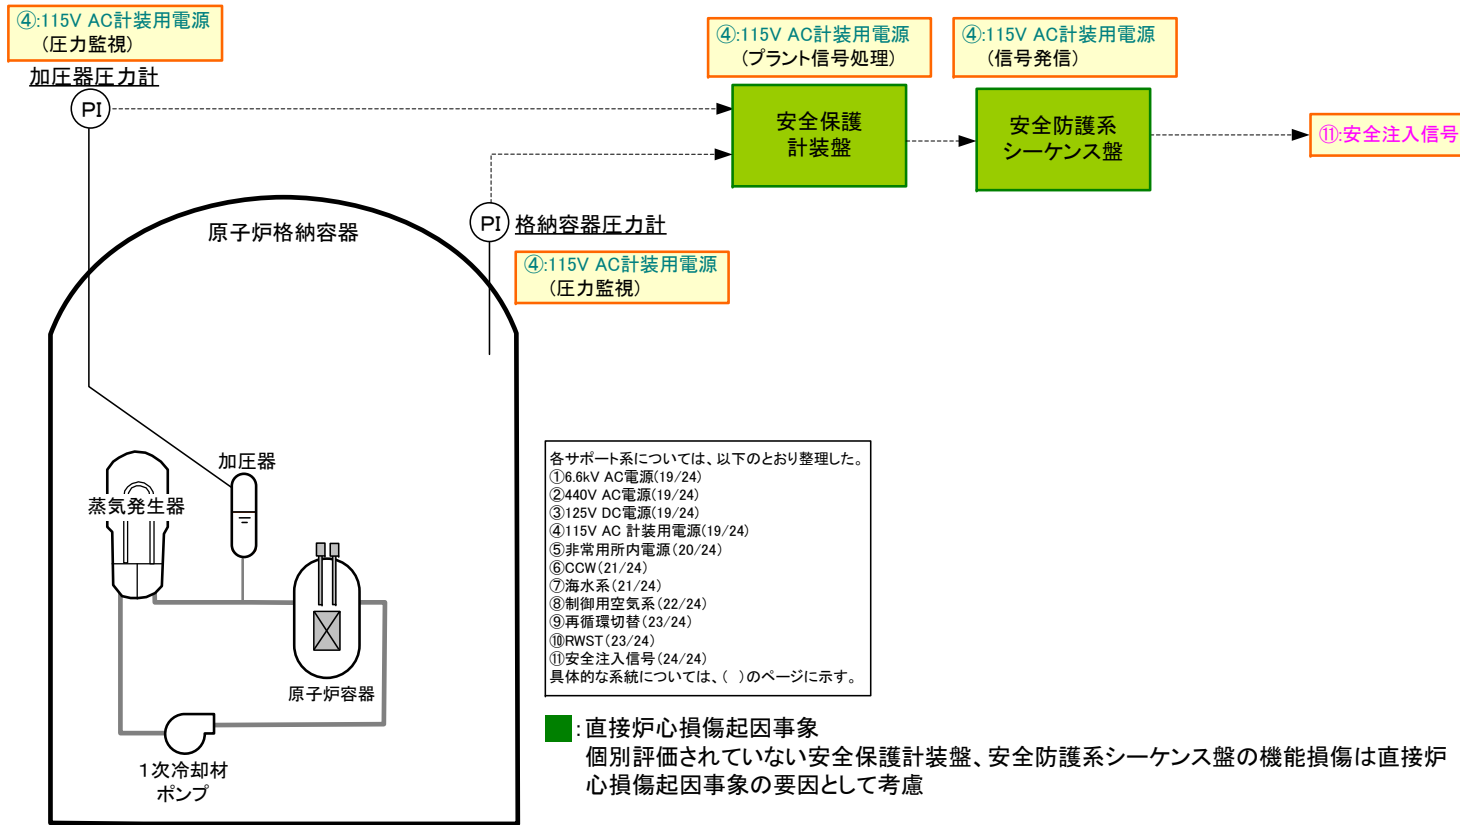 ④:115V AC計装用電源
(圧力監視)
加圧器圧力計
PI
④:115V AC計装用電源
(プラント信号処理)
④:115V AC計装用電源
(信号発信)
安全保護
計装盤
安全防護系
シーケンス盤
⑪:安全注入信号
PI
格納容器圧力計
④:115V AC計装用電源
(圧力監視)
原子炉格納容器
加圧器
蒸気発生器
原子炉容器
1次冷却材
ポンプ
各サポート系については、以下のとおり整理した。
①6.6kV AC電源(19/24)
②440V AC電源(19/24)
③125V DC電源(19/24)
④115V AC 計装用電源(19/24)
⑤非常用所内電源(20/24)
⑥CCW(21/24)
⑦海水系(21/24)
⑧制御用空気系(22/24)
⑨再循環切替(23/24)
⑩RWST(23/24)
⑪安全注入信号(24/24)
具体的な系統については、( )のページに示す。
:直接炉心損傷起因事象
個別評価されていない安全保護計装盤、安全防護系シーケンス盤の機能損傷は直接炉
心損傷起因事象の要因として考慮